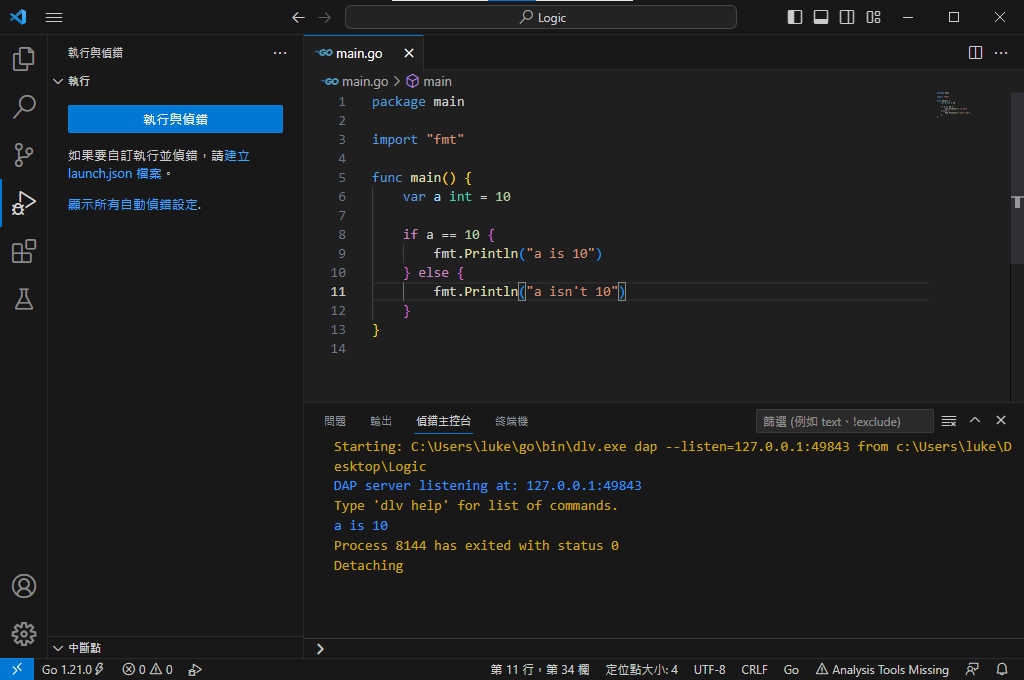 Logic
執行與偵錯
執行
執行與偵錯
如果要自訂執行並偵錯，請建立
launch.json 檔案。
顯示所有自動偵錯設定.
中斷點
main.go
main.go > main
1 package main
2
3 import "fmt"
4
5 func main() {
6 var a int = 10
7
8 if a == 10 {
9 fmt.Println("a is 10")
10 } else {
11 fmt.Println("a isn't 10")
12 }
13 }
14
問題 輸出 偵錯主控台 終端機 篩選 (例如 text、!exclude)
Starting: C:\Users\luke\go\bin\dlv.exe dap --listen=127.0.0.1:49843 from c:\Users\luke\D
esktop\Logic
DAP server listening at: 127.0.0.1:49843
Type 'dlv help' for list of commands.
a is 10
Process 8144 has exited with status 0
Detaching
Go 1.21.0 0 0 第 11 行，第 34 欄 定位點大小: 4 UTF-8 CRLF Go Analysis Tools Missing